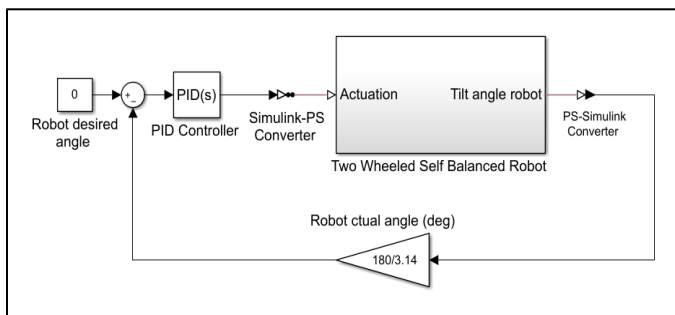 0
Robot desired
angle
+
−
PID(s)
PID Controller
Simulink-PS
Converter
Actuation
Tilt angle robot
Two Wheeled Self Balanced Robot
PS-Simulink
Converter
Robot ctual angle (deg)
180/3.14